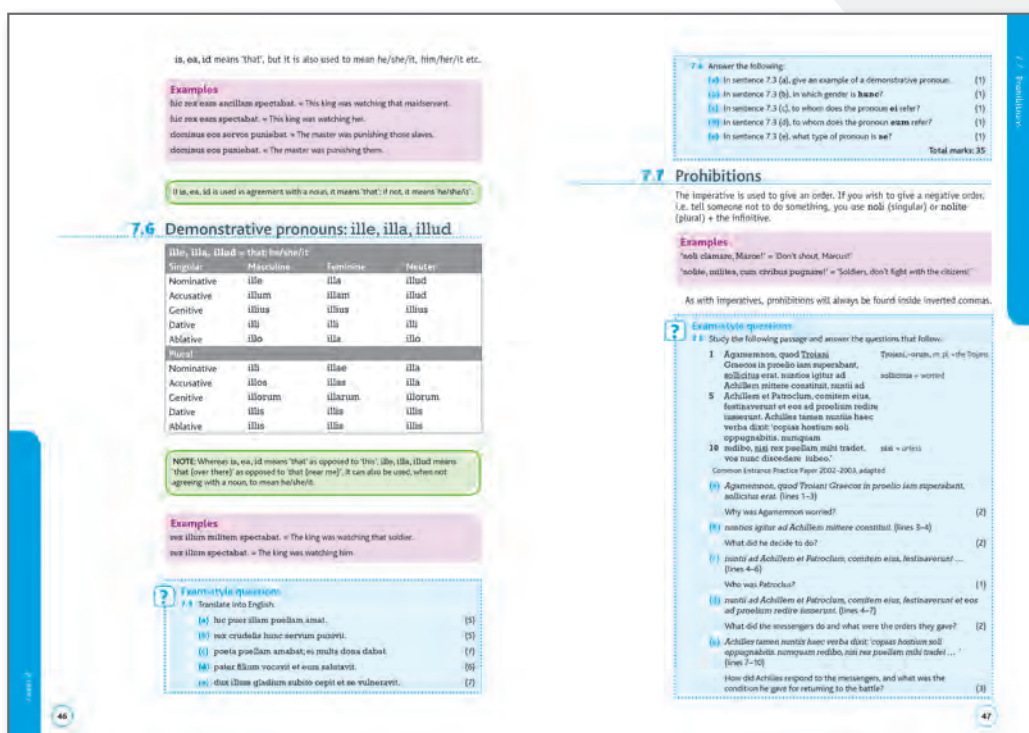 is, ea, id means 'that', but it is also used to mean he/she/it, him/her/it etc.
Examples
hic rex eam ancillam spectabat. = This king was watching that maidservant.
hic rex eam spectabat. = This king was watching her.
dominus eos servos puniebat. = The master was punishing those slaves.
dominus eos puniebat. = The master was punishing them.
If is, ea, id is used in agreement with a noun, it means 'that'; if not, it means 'he/she/it'.
7.6 Demonstrative pronouns: ille, illa, illud
ille, illa, illud = that; he/she/it
Singular Masculine Feminine Neuter
Nominative ille illa illud
Accusative illum illam illud
Genitive illius illius illius
Dative illi illi illi
Ablative illo illa illo
Plural
Nominative illi illae illa
Accusative illos illas illa
Genitive illorum illarum illorum
Dative illis illis illis
Ablative illis illis illis
NOTE: Whereas is, ea, id means 'that' as opposed to 'this', ille, illa, illud means
'that (over there)' as opposed to 'that (near me)'. It can also be used, when not
agreeing with a noun, to mean he/she/it.
Examples
rex illum militem spectabat. = The king was watching that soldier.
rex illum spectabat. = The king was watching him.
? Exam-style questions
7.3 Translate into English:
(a) hic puer illam puellam amat. (5)
(b) rex crudelis hunc servum punivit. (5)
(c) poeta puellam amabat; ei multa dona dabat. (7)
(d) pater filium vocavit et eum salutavit. (6)
(e) dux illum gladium subito cepit et se vulneravit. (7)
46
7.4 Answer the following:
(a) In sentence 7.3 (a), give an example of a demonstrative pronoun. (1)
(b) In sentence 7.3 (b), in which gender is hunc? (1)
(c) In sentence 7.3 (c), to whom does the pronoun ei refer? (1)
(d) In sentence 7.3 (d), to whom does the pronoun eum refer? (1)
(e) In sentence 7.3 (e), what type of pronoun is se? (1)
Total marks: 35
7.7 Prohibitions
The imperative is used to give an order. If you wish to give a negative order,
i.e. tell someone not to do something, you use noli (singular) or nolite
(plural) + the infinitive.
Examples
'noli clamare, Marce!' = 'Don't shout, Marcus!'
'nolite, milites, cum civibus pugnare!' = 'Soldiers, don't fight with the citizens!'
As with imperatives, prohibitions will always be found inside inverted commas.
? Exam-style questions
7.5 Study the following passage and answer the questions that follow.
1 Agamemnon, quod Troiani Troiani, -orum, m. pl. = the Trojans
Graecos in proelio iam superabant,
sollicitus erat. nuntios igitur ad sollicitus = worried
Achillem mittere constituit. nuntii ad
5 Achillem et Patroclum, comitem eius,
festinaverunt et eos ad proelium redire
iusserunt. Achilles tamen nuntiis haec
verba dixit: 'copias hostium soli
oppugnabitis. numquam
10 redibo, nisi rex puellam mihi tradet. nisi = unless
vos nunc discedere iubeo.'
Common Entrance Practice Paper 2002–2003, adapted
(a) Agamemnon, quod Troiani Graecos in proelio iam superabant,
sollicitus erat. (lines 1–3)
Why was Agamemnon worried? (2)
(b) nuntios igitur ad Achillem mittere constituit. (lines 3–4)
What did he decide to do? (2)
(c) nuntii ad Achillem et Patroclum, comitem eius, festinaverunt …
(lines 4–6)
Who was Patroclus? (1)
(d) nuntii ad Achillem et Patroclum, comitem eius, festinaverunt et eos
ad proelium redire iusserunt. (lines 4–7)
What did the messengers do and what were the orders they gave? (2)
(e) Achilles tamen nuntiis haec verba dixit: 'copias hostium soli
oppugnabitis. numquam redibo, nisi rex puellam mihi tradet … '
(lines 7–10)
How did Achilles respond to the messengers, and what was the
condition he gave for returning to the battle? (3)
47
7.7 Prohibitions